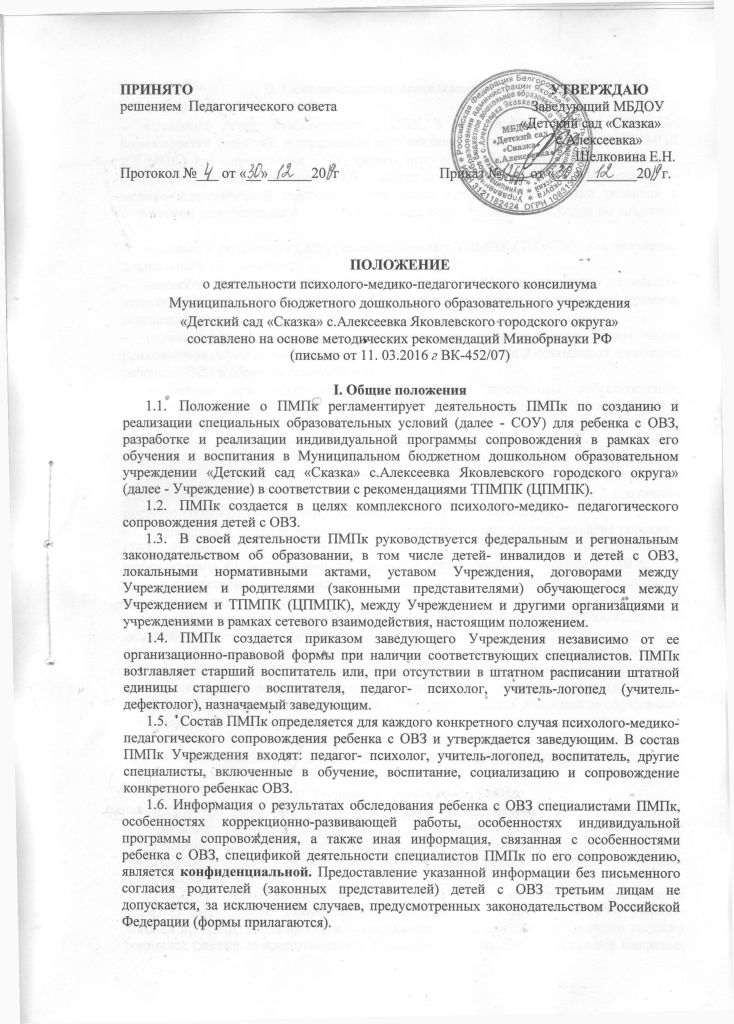 ПРИНЯТО
решением Педагогического совета
Протокол № 4 от «30» 12
УТВЕРЖДАЮ
Заведующий МБДОУ
«Детский сад «Сказка»
с.Алексеевка»
Щелковина Е.Н.
Приказ № от « » 12
МБДОУ
«Детский сад
«Сказка»
с.Алексеевка»
ПОЛОЖЕНИЕ
о деятельности психолого-медико-педагогического консилиума
Муниципального бюджетного дошкольного образовательного учреждения
«Детский сад «Сказка» с.Алексеевка Яковлевского городского округа»
составлено на основе методических рекомендаций Минобрнауки РФ
(письмо от 11. 03.2016 г ВК-452/07)
I. Общие положения
1.1. Положение о ПМПк регламентирует деятельность ПМПк по созданию и
реализации специальных образовательных условий (далее - СОУ) для ребенка с ОВЗ,
разработке и реализации индивидуальной программы сопровождения в рамках его
обучения и воспитания в Муниципальном бюджетном дошкольном образовательном
учреждении «Детский сад «Сказка» с.Алексеевка Яковлевского городского округа»
(далее - Учреждение) в соответствии с рекомендациями ТПМПК (ЦПМПК).
1.2. ПМПк создается в целях комплексного психолого-медико- педагогического
сопровождения детей с ОВЗ.
1.3. В своей деятельности ПМПк руководствуется федеральным и региональным
законодательством об образовании, в том числе детей- инвалидов и детей с ОВЗ,
локальными нормативными актами, уставом Учреждения, договорами между
Учреждением и родителями (законными представителями) обучающегося между
Учреждением и ТПМПК (ЦПМПК), между Учреждением и другими организациями и
учреждениями в рамках сетевого взаимодействия, настоящим положением.
1.4. ПМПк создается приказом заведующего Учреждения независимо от ее
организационно-правовой формы при наличии соответствующих специалистов. ПМПк
возглавляет старший воспитатель или, при отсутствии в штатном расписании штатной
единицы старшего воспитателя, педагог- психолог, учитель-логопед (учитель-
дефектолог), назначаемый заведующим.
1.5. Состав ПМПк определяется для каждого конкретного случая психолого-медико-
педагогического сопровождения ребенка с ОВЗ и утверждается заведующим. В состав
ПМПк Учреждения входят: педагог- психолог, учитель-логопед, воспитатель, другие
специалисты, включенные в обучение, воспитание, социализацию и сопровождение
конкретного ребенкас ОВЗ.
1.6. Информация о результатах обследования ребенка с ОВЗ специалистами ПМПк,
особенностях коррекционно-развивающей работы, особенностях индивидуальной
программы сопровождения, а также иная информация, связанная с особенностями
ребенка с ОВЗ, спецификой деятельности специалистов ПМПк по его сопровождению,
является конфиденциальной. Предоставление указанной информации без письменного
согласия родителей (законных представителей) детей с ОВЗ третьим лицам не
допускается, за исключением случаев, предусмотренных законодательством Российской
Федерации (формы прилагаются).